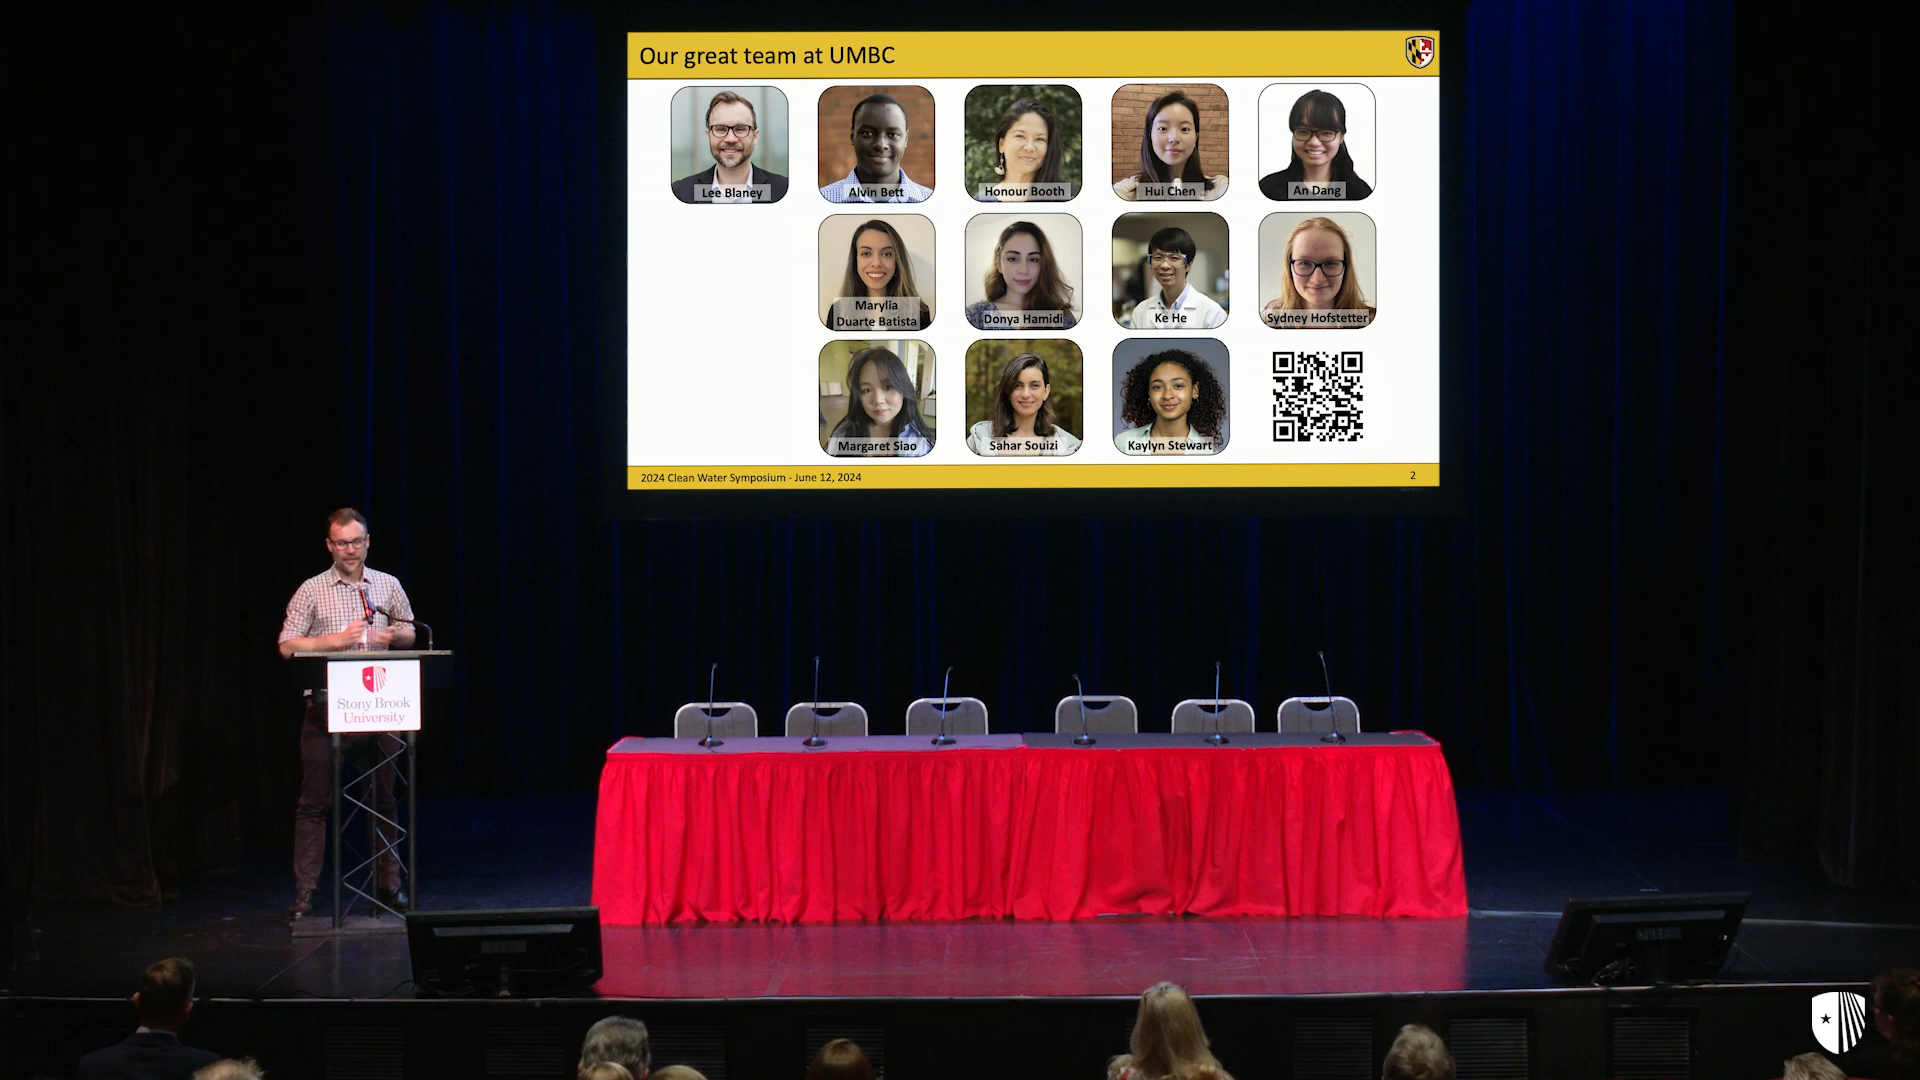 Our great team at UMBC
Lee Blaney
Alvin Bett
Honour Booth
Hui Chen
An Dang
Marylia
Duarte Batista
Donya Hamidi
Ke He
Sydney Hofstetter
Margaret Siao
Sahar Souizi
Kaylyn Stewart
2024 Clean Water Symposium - June 12, 2024
2
Stony Brook
University